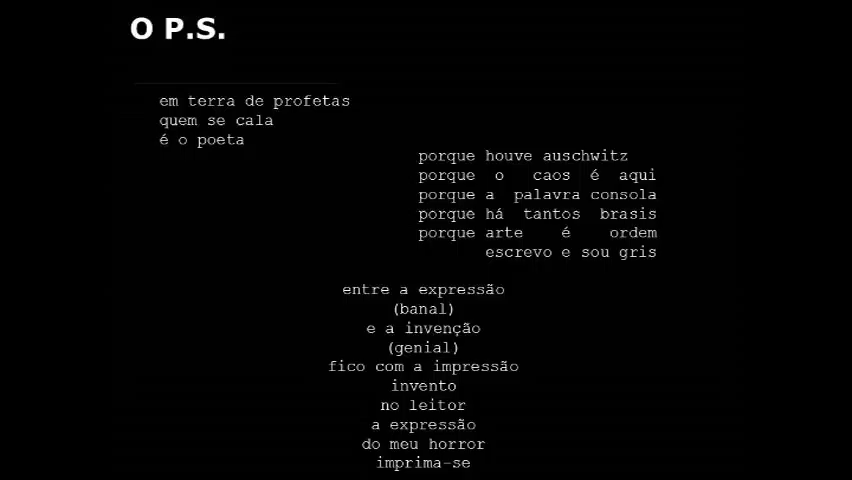 O P.S.
em terra de profetas
quem se cala
é o poeta
porque houve auschwitz
porque o caos é aqui
porque a palavra consola
porque há tantos brasis
porque arte é ordem
escrevo e sou gris
entre a expressão
(banal)
e a invenção
(genial)
fico com a impressão
invento
no leitor
a expressão
do meu horror
imprima-se